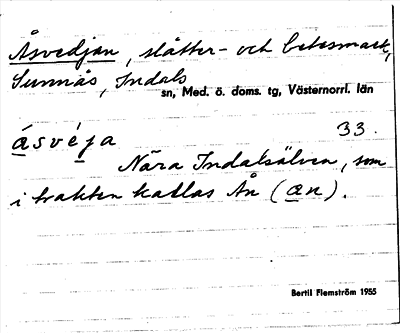 Åsvedjan, slåtter- och betesmark,
Sunnås, Indals
sn, Med. ö. doms. tg, Västernorrl. län
ásvéja 33.
Nära Indalsälven, som
i trakten kallas Ån (an).
Bertil Flemström 1955